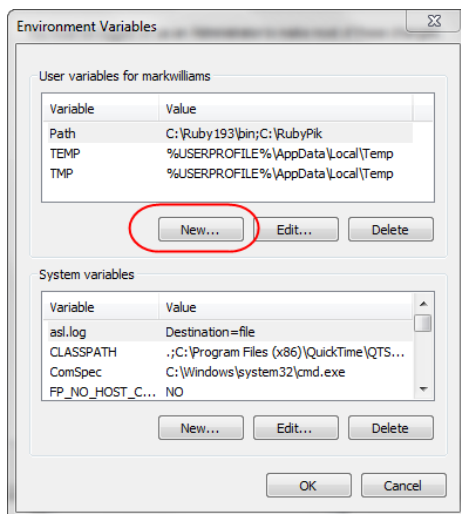 Environment Variables
User variables for markwilliams
Variable Value
Path C:\Ruby193\bin;C:\RubyPik
TEMP %USERPROFILE%\AppData\Local\Temp
TMP %USERPROFILE%\AppData\Local\Temp
New... Edit... Delete
System variables
Variable Value
asl.log Destination=file
CLASSPATH .;C:\Program Files (x86)\QuickTime\QTS...
ComSpec C:\Windows\system32\cmd.exe
FP_NO_HOST_C... NO
New... Edit... Delete
OK Cancel